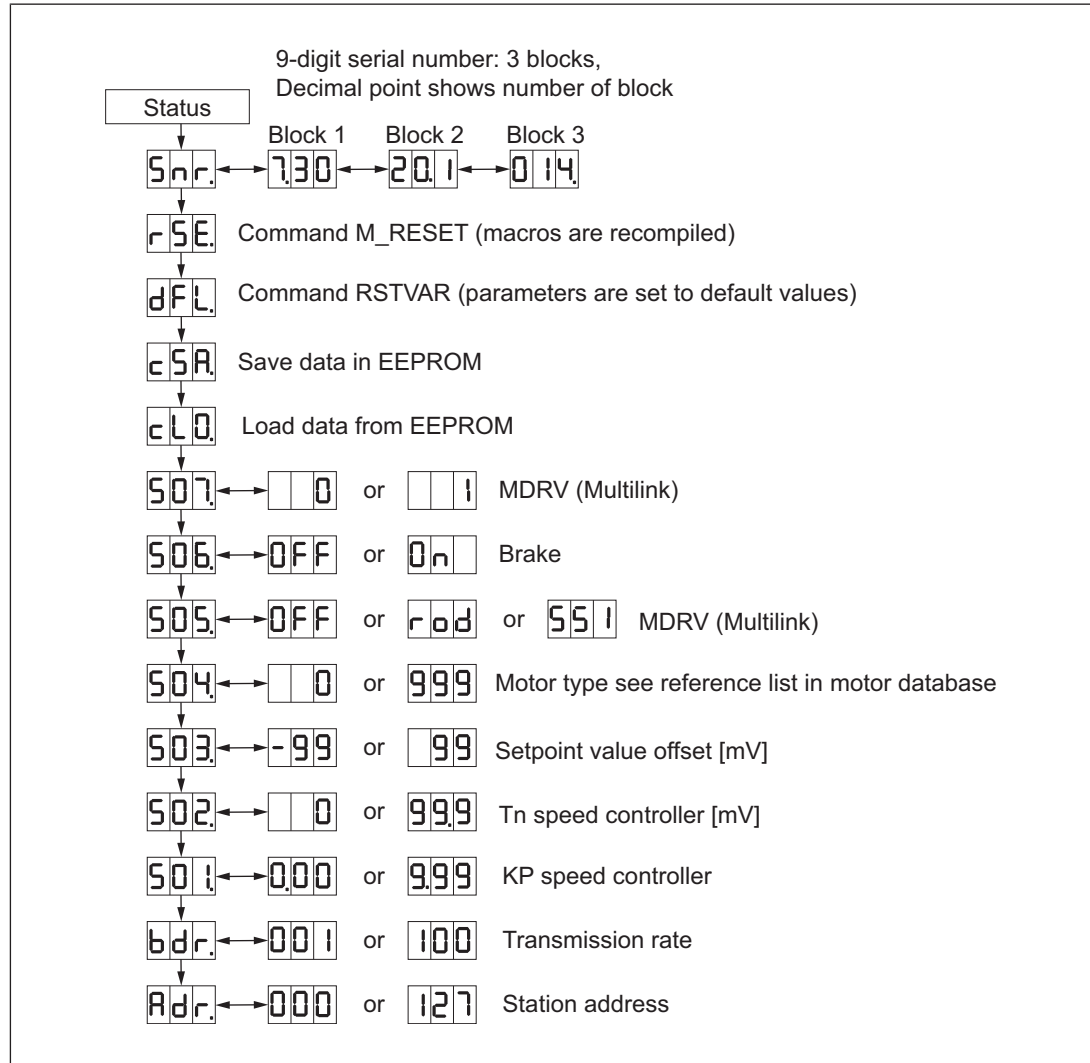 9-digit serial number: 3 blocks,
Decimal point shows number of block
Status
Block 1 Block 2 Block 3
Snr. 7.30 20.1 014.
rSE. Command M_RESET (macros are recompiled)
dFL. Command RSTVAR (parameters are set to default values)
cSA. Save data in EEPROM
cLO. Load data from EEPROM
S07. 0 or 1 MDRV (Multilink)
S06. OFF or On Brake
S05. OFF or rod or SS1 MDRV (Multilink)
S04. 0 or 999 Motor type see reference list in motor database
S03. -99 or 99 Setpoint value offset [mV]
S02. 0 or 99.9 Tn speed controller [mV]
S01. 0.00 or 9.99 KP speed controller
bdr. 001 or 100 Transmission rate
Adr. 000 or 127 Station address